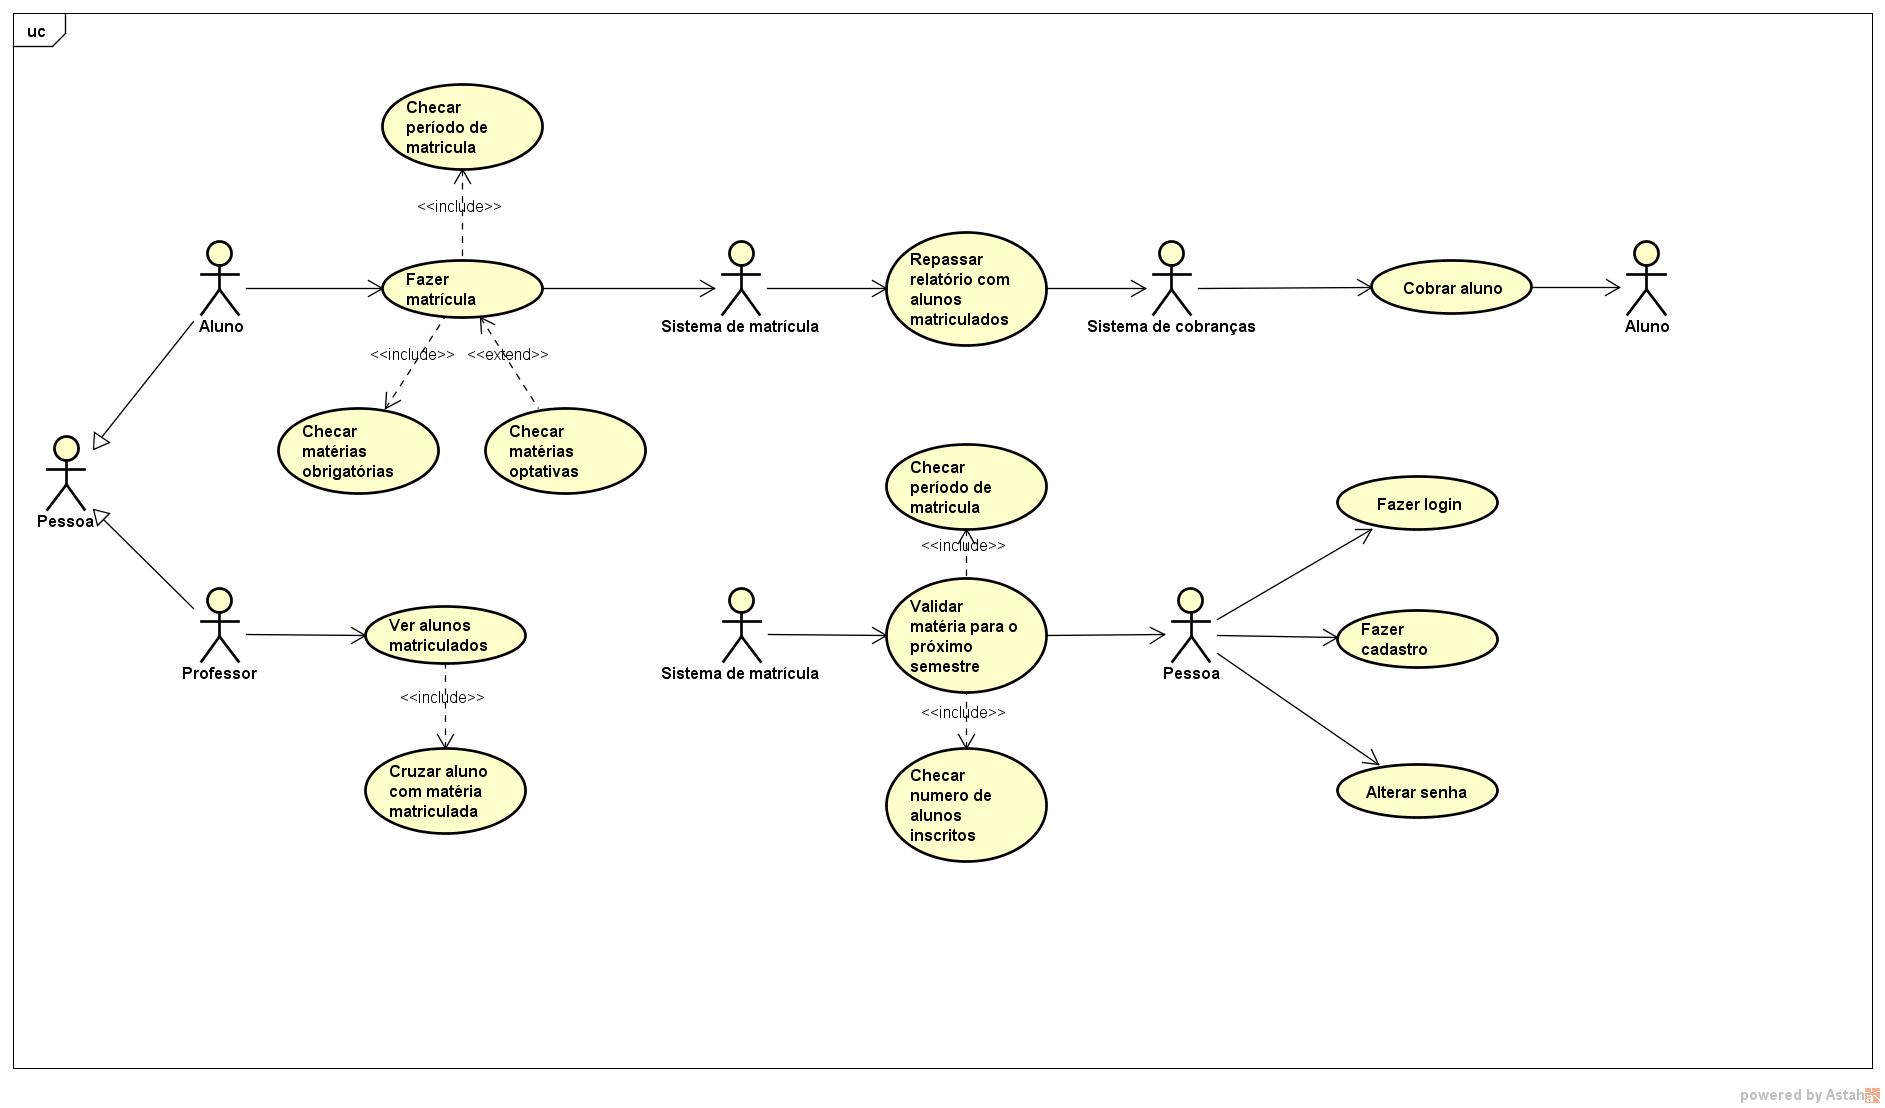 uc
Checar
período de
matricula
<<include>>
Aluno
Fazer
matrícula
Sistema de matrícula
Repassar
relatório com
alunos
matriculados
Sistema de cobranças
Cobrar aluno
Aluno
<<include>>
<<extend>>
Checar
matérias
obrigatórias
Checar
matérias
optativas
Pessoa
Checar
período de
matricula
<<include>>
Fazer login
Professor
Ver alunos
matriculados
<<include>>
Cruzar aluno
com matéria
matriculada
Sistema de matrícula
Validar
matéria para o
próximo
semestre
<<include>>
Checar
numero de
alunos
inscritos
Pessoa
Fazer
cadastro
Alterar senha
powered by Astah